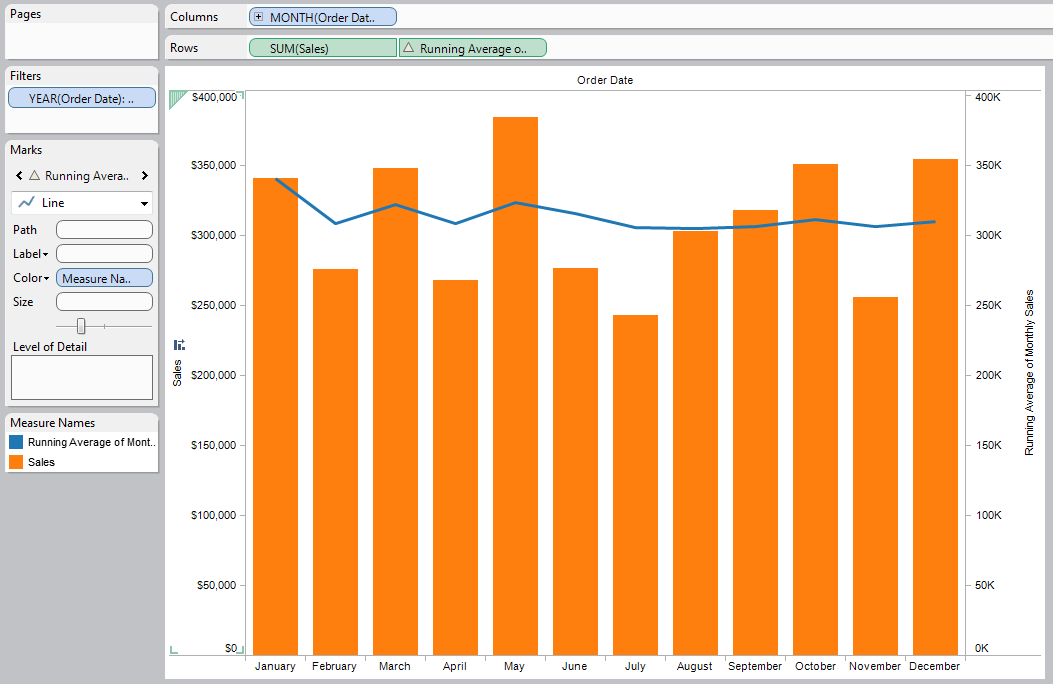 Pages
Columns
MONTH(Order Dat..
Rows
SUM(Sales)
Running Average o..
Filters
YEAR(Order Date): ..
Marks
Running Avera..
Line
Path
Label
Color
Measure Na..
Size
Level of Detail
Measure Names
Running Average of Mont..
Sales
Order Date
$400,000
$350,000
$300,000
$250,000
$200,000
$150,000
$100,000
$50,000
$0
Sales
400K
350K
300K
250K
200K
150K
100K
50K
0K
Running Average of Monthly Sales
January February March April May June July August September October November December